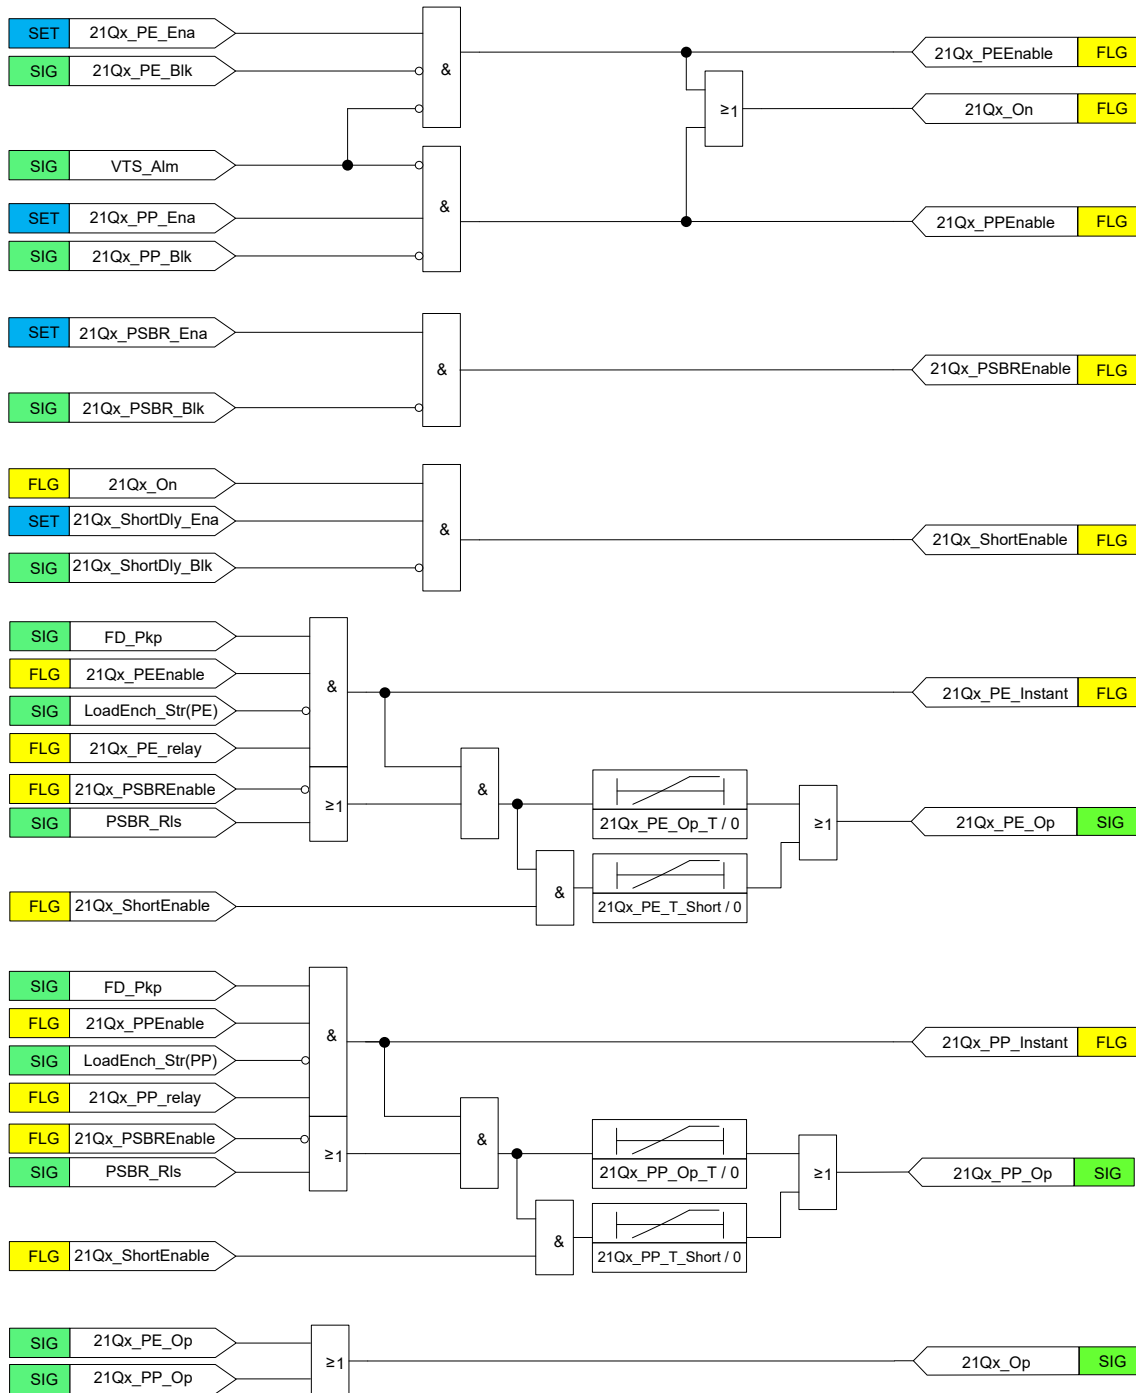 SET 21Qx_PE_Ena
SIG 21Qx_PE_Blk
&
21Qx_PEEnable FLG
≥1
21Qx_On FLG
SIG VTS_Alm
SET 21Qx_PP_Ena
SIG 21Qx_PP_Blk
&
21Qx_PPEnable FLG
SET 21Qx_PSBR_Ena
SIG 21Qx_PSBR_Blk
&
21Qx_PSBREnable FLG
FLG 21Qx_On
SET 21Qx_ShortDly_Ena
SIG 21Qx_ShortDly_Blk
&
21Qx_ShortEnable FLG
SIG FD_Pkp
FLG 21Qx_PEEnable
SIG LoadEnch_Str(PE)
FLG 21Qx_PE_relay
&
21Qx_PE_Instant FLG
FLG 21Qx_PSBREnable
SIG PSBR_Rls
≥1
&
21Qx_PE_Op_T / 0
≥1
21Qx_PE_Op SIG
FLG 21Qx_ShortEnable
&
21Qx_PE_T_Short / 0
SIG FD_Pkp
FLG 21Qx_PPEnable
SIG LoadEnch_Str(PP)
FLG 21Qx_PP_relay
&
21Qx_PP_Instant FLG
FLG 21Qx_PSBREnable
SIG PSBR_Rls
≥1
&
21Qx_PP_Op_T / 0
≥1
21Qx_PP_Op SIG
FLG 21Qx_ShortEnable
&
21Qx_PP_T_Short / 0
SIG 21Qx_PE_Op
SIG 21Qx_PP_Op
≥1
21Qx_Op SIG